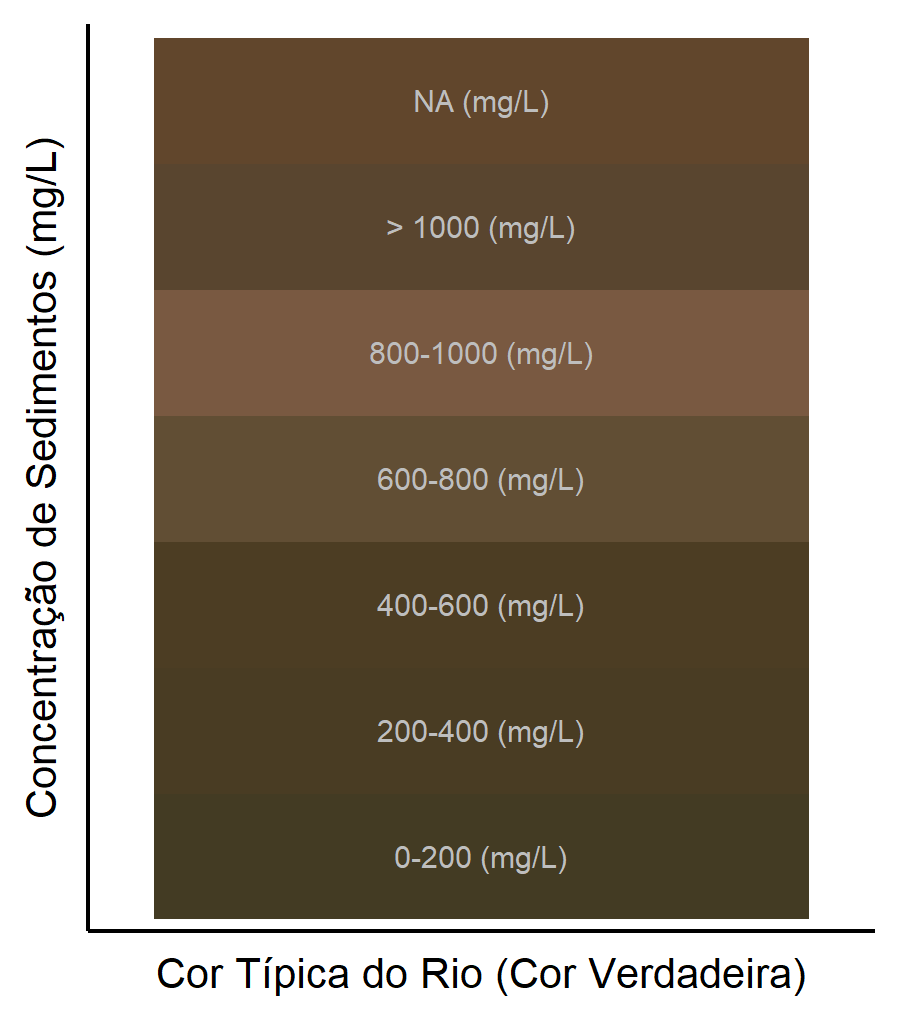 Concentração de Sedimentos (mg/L)
NA (mg/L)
> 1000 (mg/L)
800-1000 (mg/L)
600-800 (mg/L)
400-600 (mg/L)
200-400 (mg/L)
0-200 (mg/L)
Cor Típica do Rio (Cor Verdadeira)